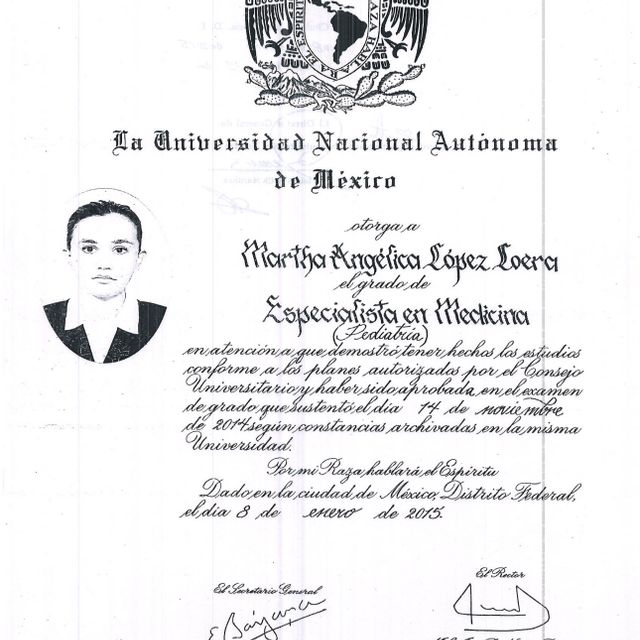 EL ESPIRIT
RAZA HABLARA
La Universidad Nacional Autónoma
de México
otorga a
Martha Angélica López Loera
el grado de
Especialista en Medicina
(Pediatría)
en atención a que demostró tener hechos los estudios
conforme a los planes autorizados por el Consejo
Universitario y haber sido aprobada en el examen
de grado que sustentó el día 14 de noviembre
de 2014 según constancias archivadas en la misma
Universidad.
Por mi Raza hablará el Espíritu
Dado en la ciudad de México, Distrito Federal,
el día 8 de enero de 2015.
El Secretario General
El Rector